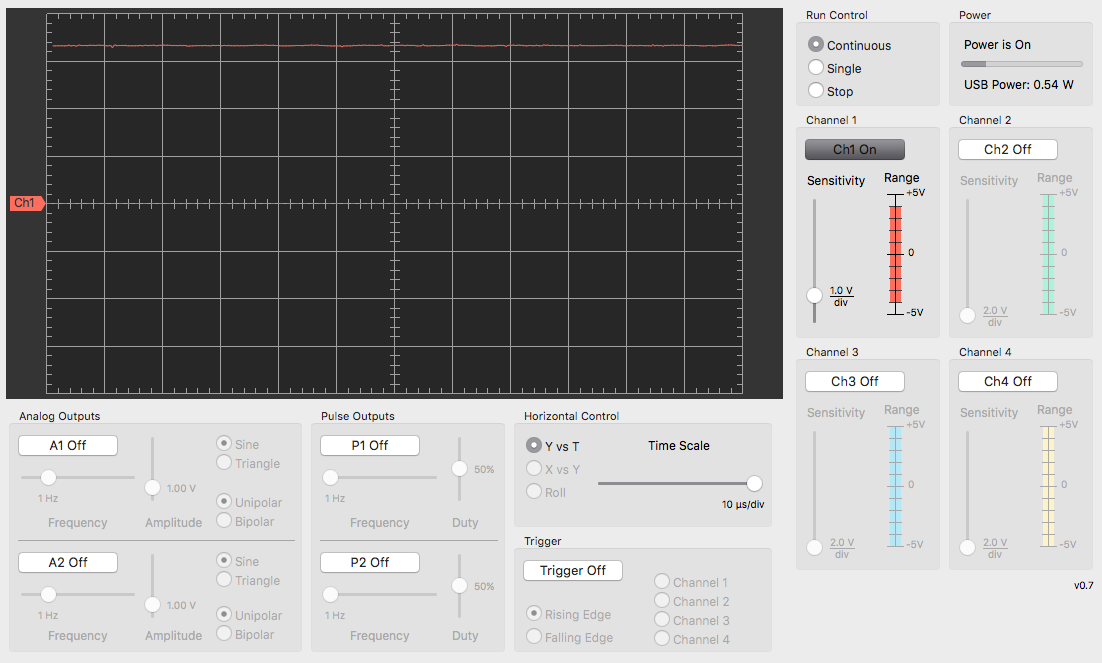 Run Control
Continuous
Single
Stop
Power
Power is On
USB Power: 0.54 W
Ch1
Channel 1
Ch1 On
Sensitivity
Range
+5V
0
-5V
1.0 V
div
Channel 2
Ch2 Off
Sensitivity
Range
+5V
0
-5V
2.0 V
div
Channel 3
Ch3 Off
Sensitivity
Range
+5V
0
-5V
2.0 V
div
Channel 4
Ch4 Off
Sensitivity
Range
+5V
0
-5V
2.0 V
div
Analog Outputs
A1 Off
1 Hz
Frequency
1.00 V
Amplitude
Sine
Triangle
Unipolar
Bipolar
A2 Off
1 Hz
Frequency
1.00 V
Amplitude
Sine
Triangle
Unipolar
Bipolar
Pulse Outputs
P1 Off
1 Hz
Frequency
50%
Duty
P2 Off
1 Hz
Frequency
50%
Duty
Horizontal Control
Y vs T
X vs Y
Roll
Time Scale
10 µs/div
Trigger
Trigger Off
Rising Edge
Falling Edge
Channel 1
Channel 2
Channel 3
Channel 4
v0.7